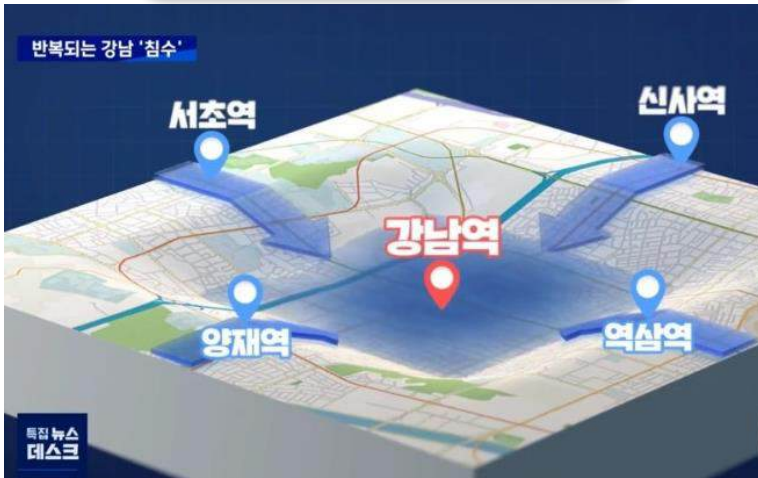 반복되는 강남 '침수'
서초역
신사역
강남역
양재역
역삼역
특집 뉴스
데스크